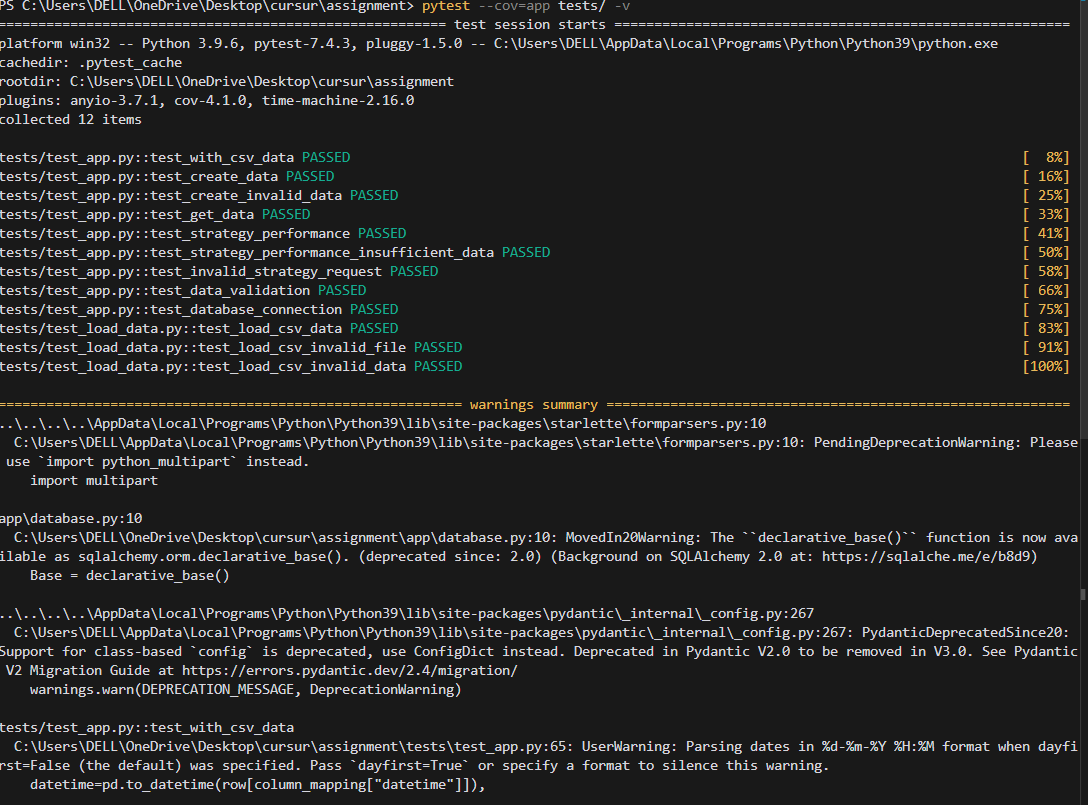 PS C:\Users\DELL\OneDrive\Desktop\cursur\assignment> pytest --cov=app tests/ -v
======================================================== test session starts =========================================================
platform win32 -- Python 3.9.6, pytest-7.4.3, pluggy-1.5.0 -- C:\Users\DELL\AppData\Local\Programs\Python\Python39\python.exe
cachedir: .pytest_cache
rootdir: C:\Users\DELL\OneDrive\Desktop\cursur\assignment
plugins: anyio-3.7.1, cov-4.1.0, time-machine-2.16.0
collected 12 items
tests/test_app.py::test_with_csv_data PASSED [  8%]
tests/test_app.py::test_create_data PASSED [ 16%]
tests/test_app.py::test_create_invalid_data PASSED [ 25%]
tests/test_app.py::test_get_data PASSED [ 33%]
tests/test_app.py::test_strategy_performance PASSED [ 41%]
tests/test_app.py::test_strategy_performance_insufficient_data PASSED [ 50%]
tests/test_app.py::test_invalid_strategy_request PASSED [ 58%]
tests/test_app.py::test_data_validation PASSED [ 66%]
tests/test_app.py::test_database_connection PASSED [ 75%]
tests/test_load_data.py::test_load_csv_data PASSED [ 83%]
tests/test_load_data.py::test_load_csv_invalid_file PASSED [ 91%]
tests/test_load_data.py::test_load_csv_invalid_data PASSED [100%]
========================================================== warnings summary ==========================================================
..\..\..\..\AppData\Local\Programs\Python\Python39\lib\site-packages\starlette\formparsers.py:10
  C:\Users\DELL\AppData\Local\Programs\Python\Python39\lib\site-packages\starlette\formparsers.py:10: PendingDeprecationWarning: Please
 use `import python_multipart` instead.
    import multipart
app\database.py:10
  C:\Users\DELL\OneDrive\Desktop\cursur\assignment\app\database.py:10: MovedIn20Warning: The ``declarative_base()`` function is now ava
ilable as sqlalchemy.orm.declarative_base(). (deprecated since: 2.0) (Background on SQLAlchemy 2.0 at: https://sqlalche.me/e/b8d9)
    Base = declarative_base()
..\..\..\..\AppData\Local\Programs\Python\Python39\lib\site-packages\pydantic\_internal\_config.py:267
  C:\Users\DELL\AppData\Local\Programs\Python\Python39\lib\site-packages\pydantic\_internal\_config.py:267: PydanticDeprecatedSince20:
Support for class-based `config` is deprecated, use ConfigDict instead. Deprecated in Pydantic V2.0 to be removed in V3.0. See Pydantic
 V2 Migration Guide at https://errors.pydantic.dev/2.4/migration/
    warnings.warn(DEPRECATION_MESSAGE, DeprecationWarning)
tests/test_app.py::test_with_csv_data
  C:\Users\DELL\OneDrive\Desktop\cursur\assignment\tests\test_app.py:65: UserWarning: Parsing dates in %d-%m-%Y %H:%M format when dayfi
rst=False (the default) was specified. Pass `dayfirst=True` or specify a format to silence this warning.
    datetime=pd.to_datetime(row[column_mapping["datetime"]]),